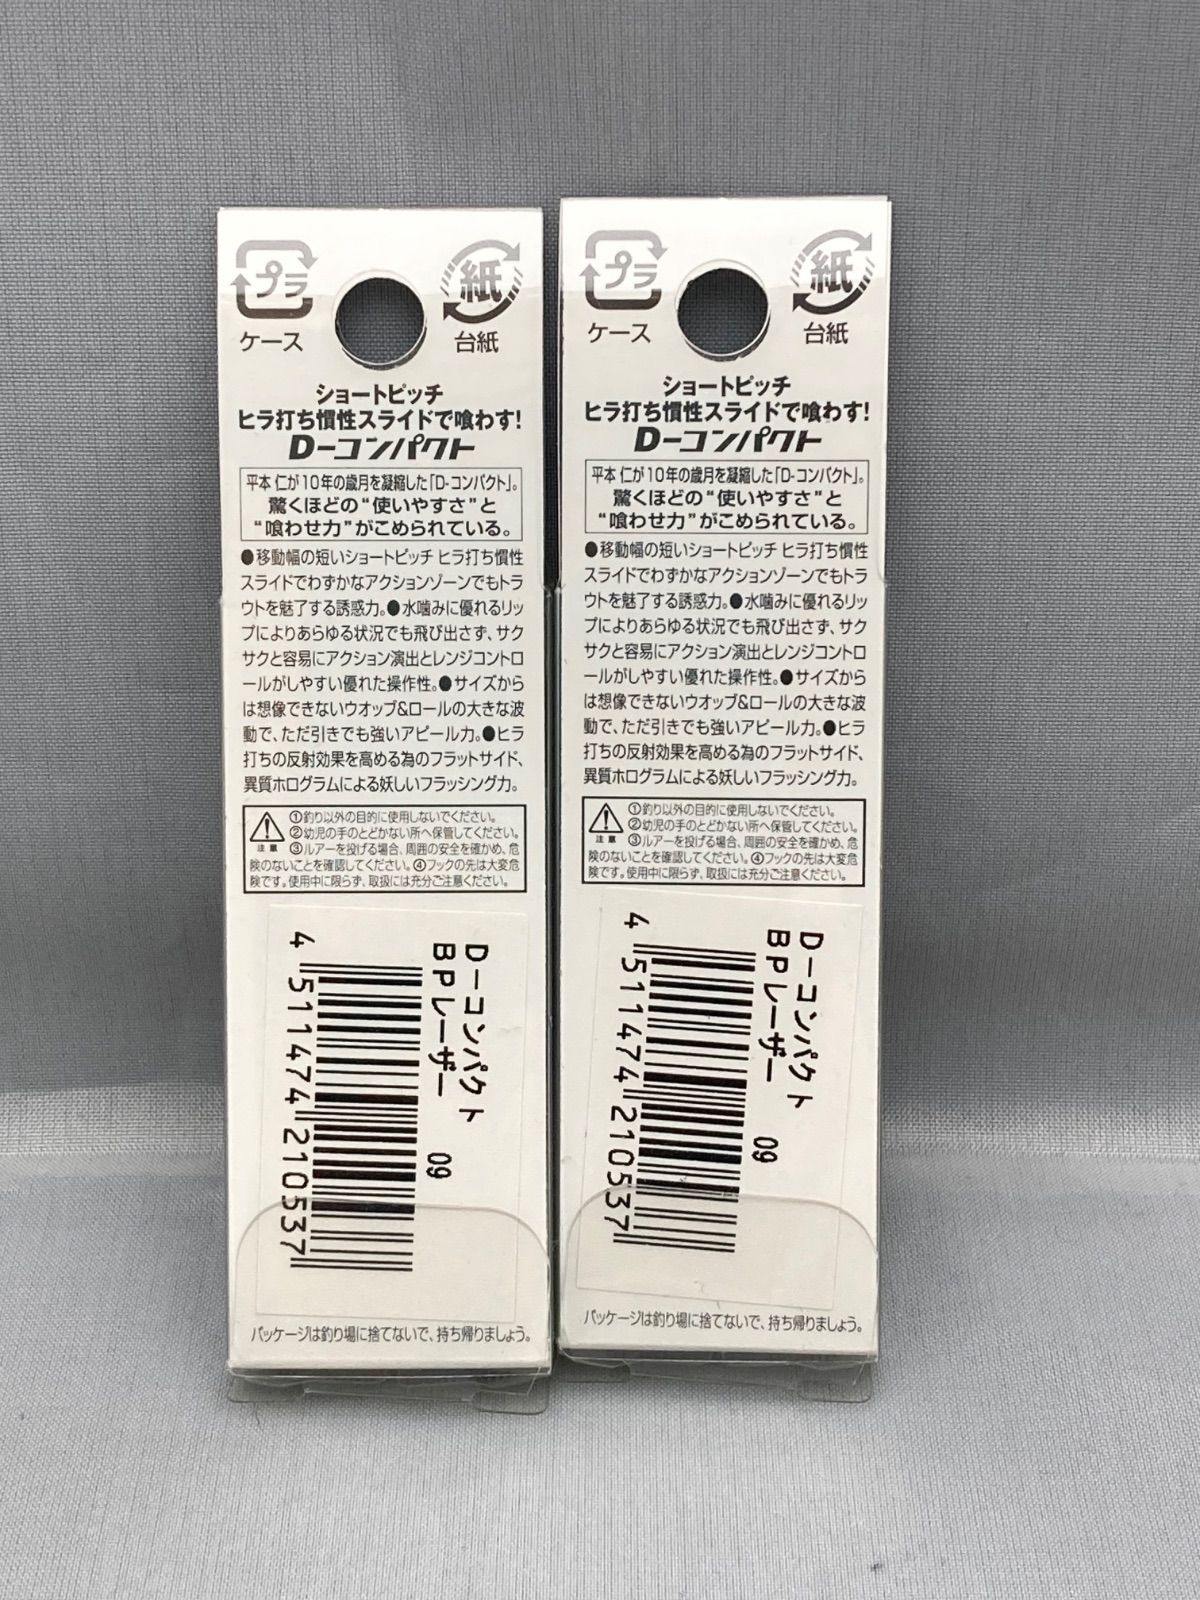 プラ
ケース
紙
台紙
ショートピッチ
ヒラ打ち慣性スライドで喰わす!
D-コンパクト
平本 仁が10年の歳月を凝縮した「D-コンパクト」。
驚くほどの“使いやすさ”と
“喰わせ力”がこめられている。
●移動幅の短いショートピッチ ヒラ打ち慣性
スライドでわずかなアクションゾーンでもトラ
ウトを魅了する誘惑力。●水噛みに優れるリッ
プによりあらゆる状況でも飛び出さず、サク
サクと容易にアクション演出とレンジコントロ
ールがしやすい優れた操作性。●サイズから
は想像できないウオップ&ロールの大きな波
動で、ただ引きでも強いアピール力。●ヒラ
打ちの反射効果を高める為のフラットサイド、
異質ホログラムによる妖しいフラッシング力。
注意
①釣り以外の目的に使用しないでください。
②幼児の手のとどかない所へ保管してください。
③ルアーを投げる場合、周囲の安全を確かめ、危
険のないことを確認してください。④フックの先は大変危
険です。使用中に限らず、取扱には充分ご注意ください。
D-コンパクト
BPレーザー 09
4 511474 210537
パッケージは釣り場に捨てないで、持ち帰りましょう。
プラ
ケース
紙
台紙
ショートピッチ
ヒラ打ち慣性スライドで喰わす!
D-コンパクト
平本 仁が10年の歳月を凝縮した「D-コンパクト」。
驚くほどの“使いやすさ”と
“喰わせ力”がこめられている。
●移動幅の短いショートピッチ ヒラ打ち慣性
スライドでわずかなアクションゾーンでもトラ
ウトを魅了する誘惑力。●水噛みに優れるリッ
プによりあらゆる状況でも飛び出さず、サク
サクと容易にアクション演出とレンジコントロ
ールがしやすい優れた操作性。●サイズから
は想像できないウオップ&ロールの大きな波
動で、ただ引きでも強いアピール力。●ヒラ
打ちの反射効果を高める為のフラットサイド、
異質ホログラムによる妖しいフラッシング力。
注意
①釣り以外の目的に使用しないでください。
②幼児の手のとどかない所へ保管してください。
③ルアーを投げる場合、周囲の安全を確かめ、危
険のないことを確認してください。④フックの先は大変危
険です。使用中に限らず、取扱には充分ご注意ください。
D-コンパクト
BPレーザー 09
4 511474 210537
パッケージは釣り場に捨てないで、持ち帰りましょう。